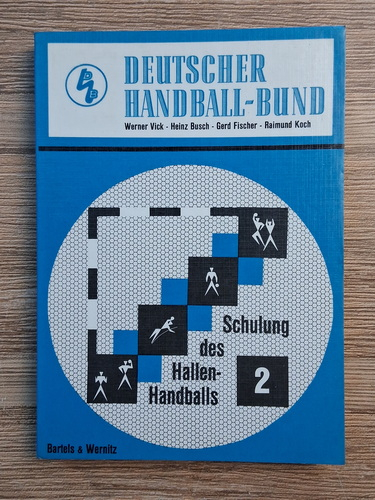 DEUTSCHER
HANDBALL-BUND
Werner Vick - Heinz Busch - Gerd Fischer - Raimund Koch
Schulung
des
Hallen-
Handballs
2
Bartels & Wernitz